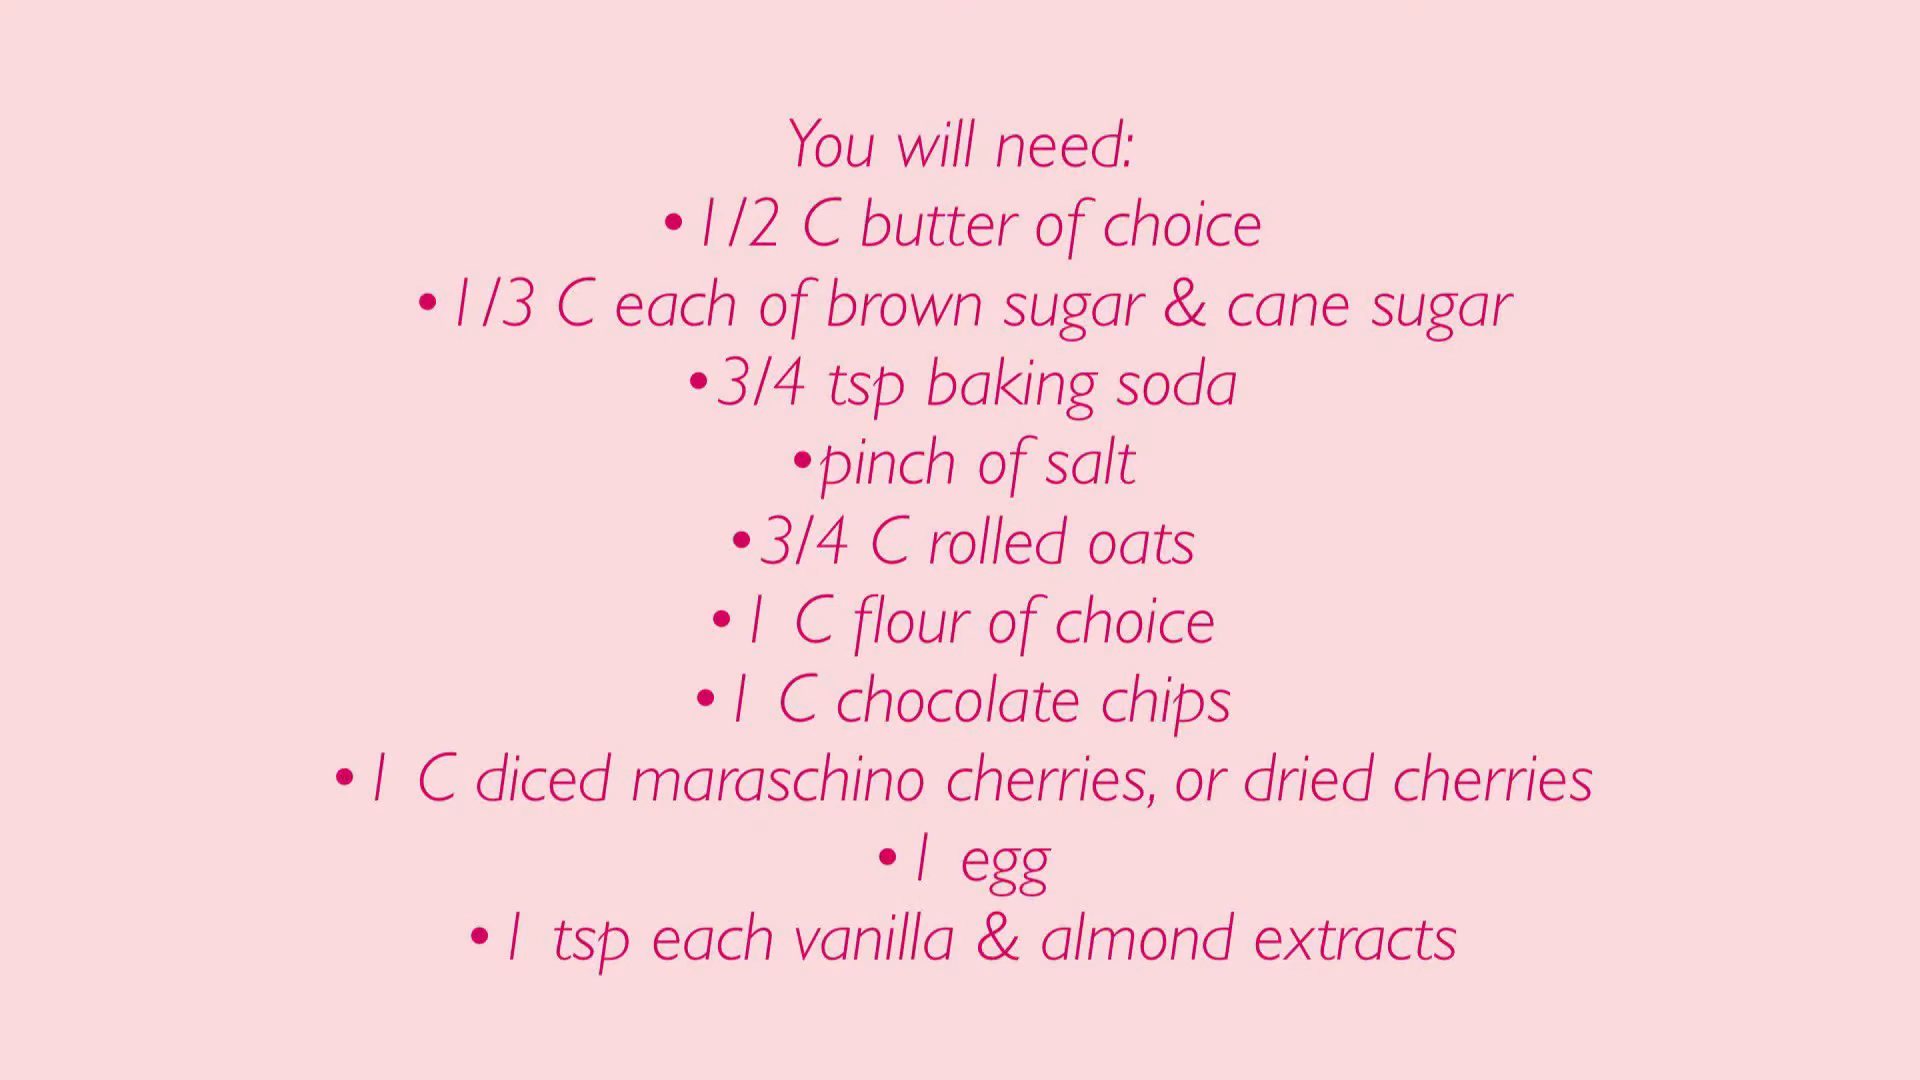 You will need:
•1/2 C butter of choice
•1/3 C each of brown sugar & cane sugar
•3/4 tsp baking soda
•pinch of salt
•3/4 C rolled oats
•1 C flour of choice
•1 C chocolate chips
•1 C diced maraschino cherries, or dried cherries
•1 egg
•1 tsp each vanilla & almond extracts